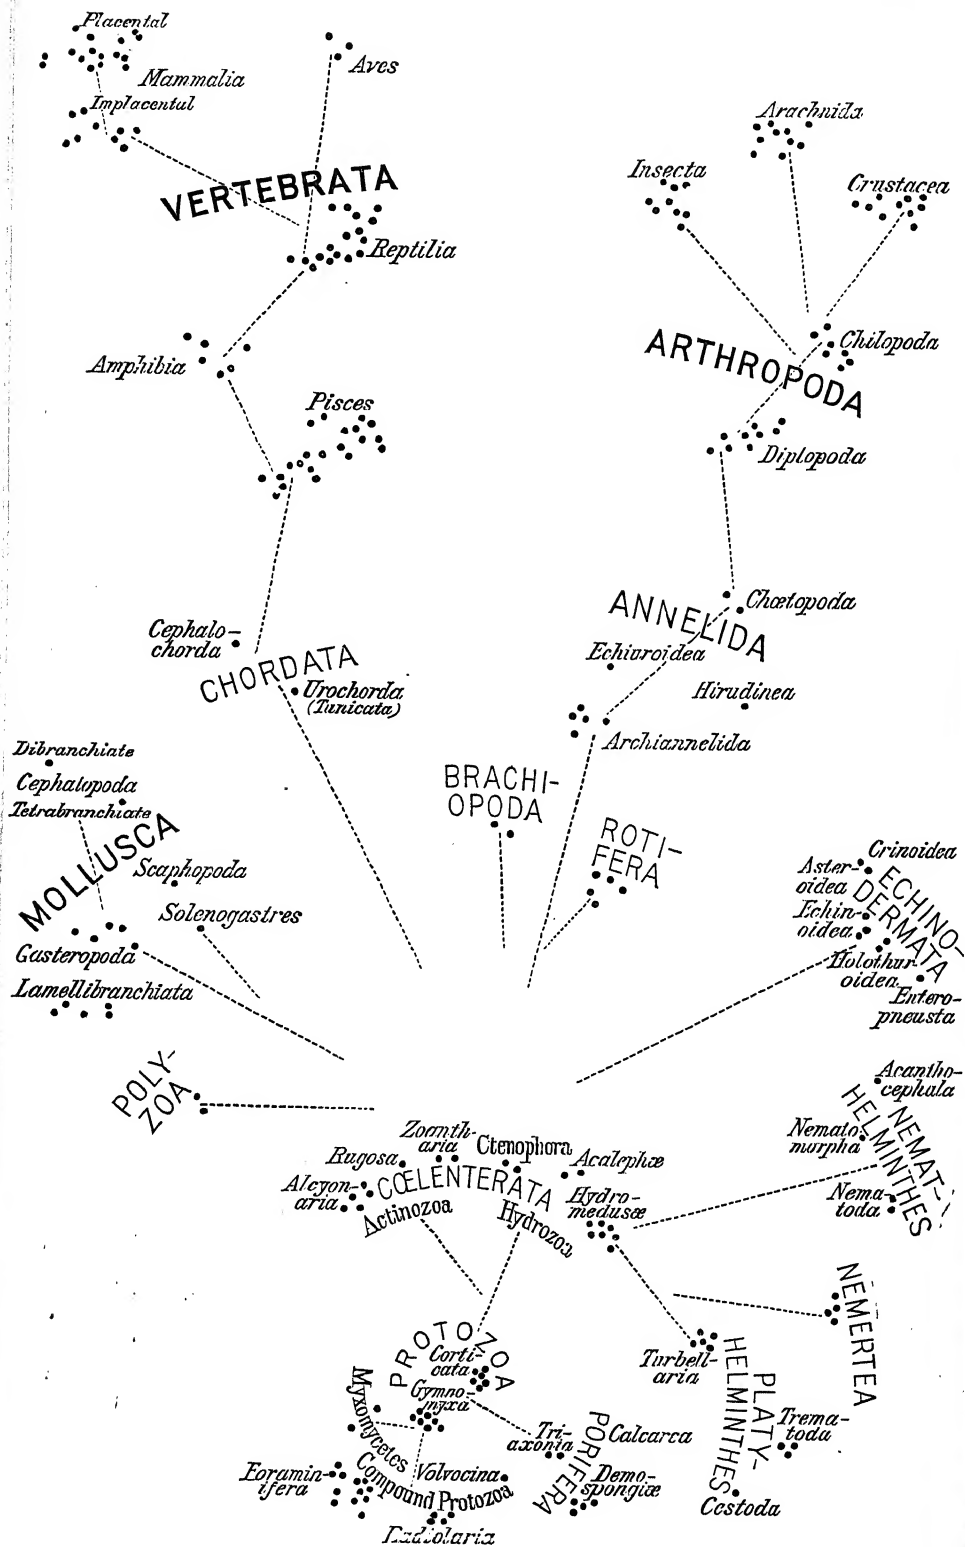 Placental
Mammalia
Implacental
Aves
VERTEBRATA
Reptilia
Amphibia
Pisces
Arachnida
Insecta
Crustacea
ARTHROPODA
Chilopoda
Diplopoda
Cephalo-
chorda
CHORDATA
Urochorda
(Tunicata)
ANNELIDA
Chætopoda
Echiuroidea
Hirudinea
Archiannelida
Dibranchiate
Cephalopoda
Tetrabranchiate
MOLLUSCA
Scaphopoda
Solenogastres
Gasteropoda
Lamellibranchiata
BRACHI-
OPODA
ROTI-
FERA
Crinoidea
Aster-
oidea
ECHINO-
DERMATA
Echin-
oidea
Holothur-
oidea
Entero-
pneusta
POLY-
ZOA
Acantho-
cephala
NEMAT-
HELMINTHES
Nemato
morpha
Nema-
toda
Zoanth-
aria
Ctenophora
Rugosa
Acalephæ
Alcyon-
aria
CŒLENTERATA
Hydro-
medusæ
Actinozoa
Hydrozoa
NEMERTEA
PROTOZOA
Corti-
cata
Gymno-
myxa
Turbell-
aria
PLATY-
HELMINTHES
Trema-
toda
Cestoda
Myxomycetes
Tri-
axonia
PORIFERA
Calcarea
Demo-
spongiæ
Foramin-
ifera
Compound Protozoa
Volvocina
Radiolaria